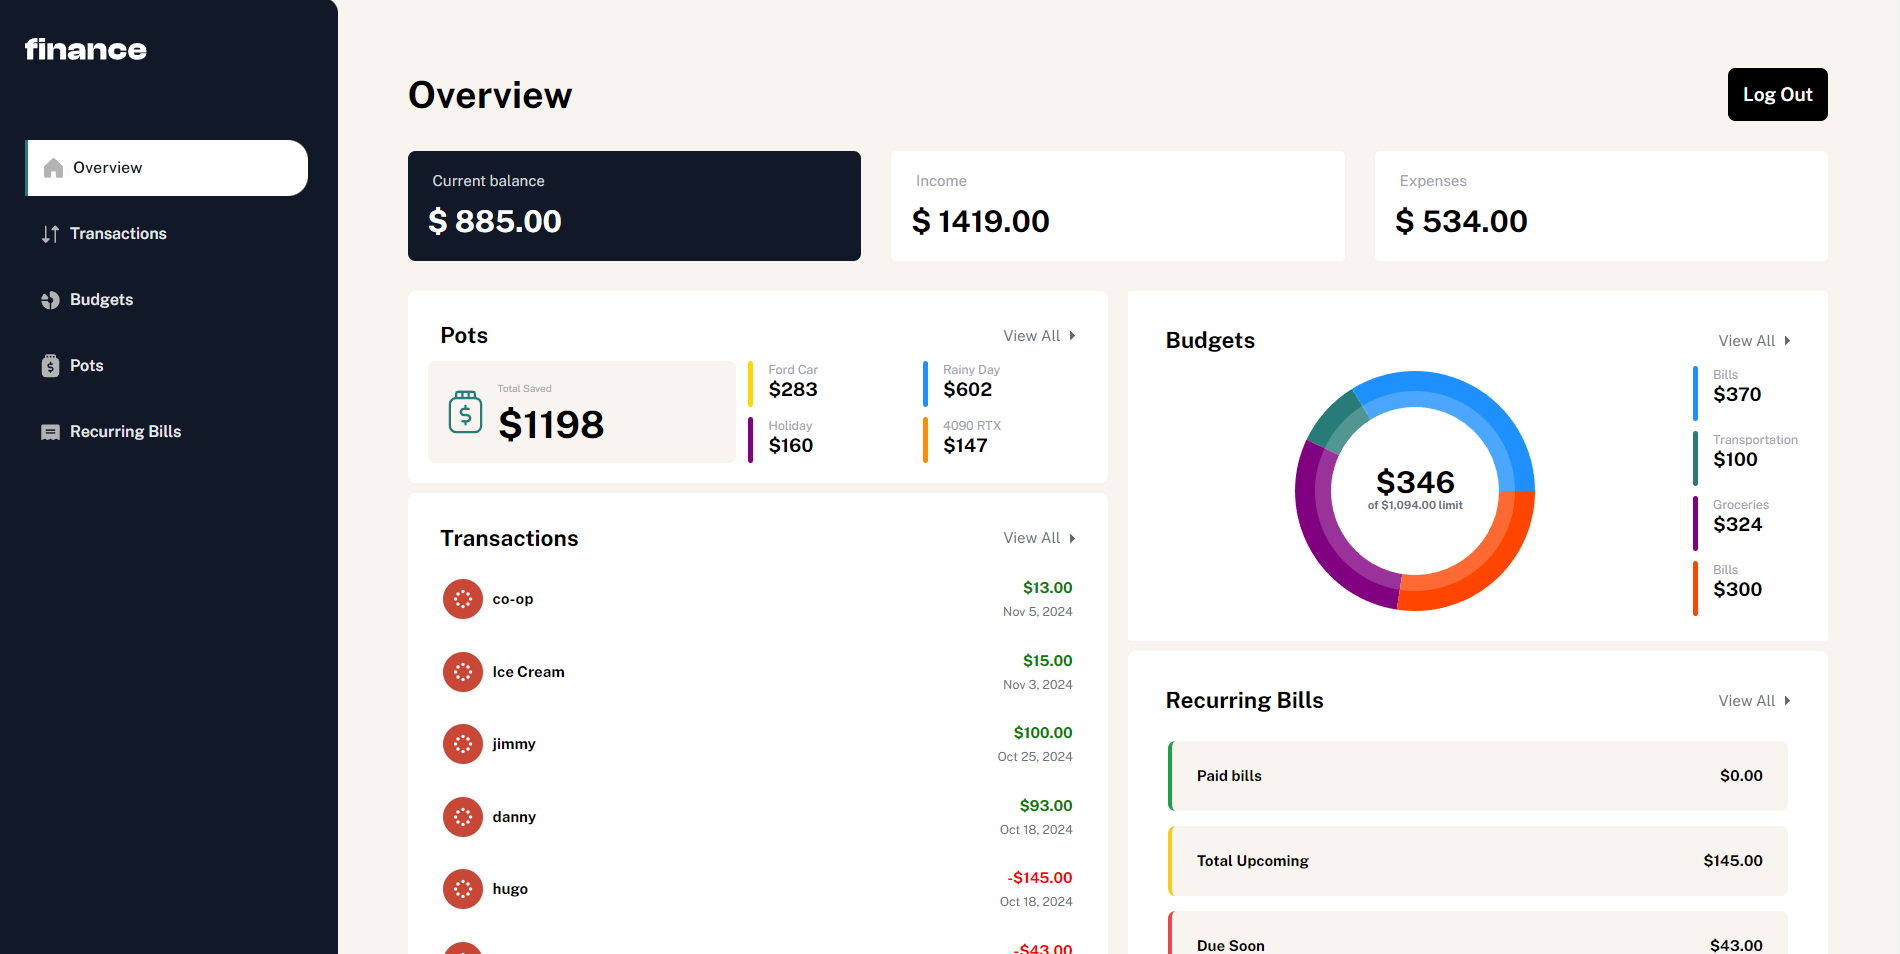 finance
Overview
Transactions
Budgets
Pots
Recurring Bills
Overview
Log Out
Current balance
$ 885.00
Income
$ 1419.00
Expenses
$ 534.00
Pots
View All
Total Saved
$1198
Ford Car
$283
Rainy Day
$602
Holiday
$160
4090 RTX
$147
Transactions
View All
co-op
$13.00
Nov 5, 2024
Ice Cream
$15.00
Nov 3, 2024
jimmy
$100.00
Oct 25, 2024
danny
$93.00
Oct 18, 2024
hugo
-$145.00
Oct 18, 2024
-$43.00
Budgets
View All
$346
of $1,094.00 limit
Bills
$370
Transportation
$100
Groceries
$324
Bills
$300
Recurring Bills
View All
Paid bills
$0.00
Total Upcoming
$145.00
Due Soon
$43.00